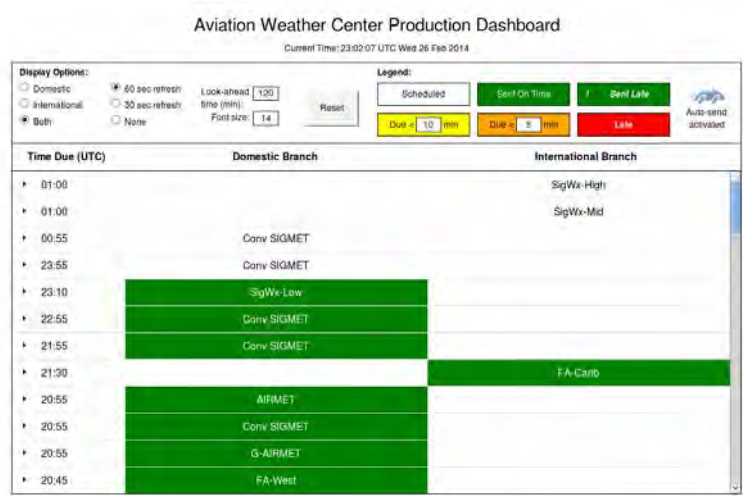 Aviation Weather Center Production Dashboard
Current Time: 23:02:07 UTC Wed 26 Feb 2014
Display Options:
Domestic
International
Both
60 sec refresh
30 sec refresh
None
Look-ahead time (min): 120
Font size: 14
Reset
Legend:
Scheduled
Sent On Time
! Sent Late
Due < 10 min
Due < 5 min
Late
Auto-send activated
Time Due (UTC) Domestic Branch International Branch
01:00 SigWx-High
01:00 SigWx-Mid
00:55 Conv SIGMET
23:55 Conv SIGMET
23:10 SigWx-Low
22:55 Conv SIGMET
21:55 Conv SIGMET
21:30 FA-Carib
20:55 AIRMET
20:55 Conv SIGMET
20:55 G-AIRMET
20:45 FA-West